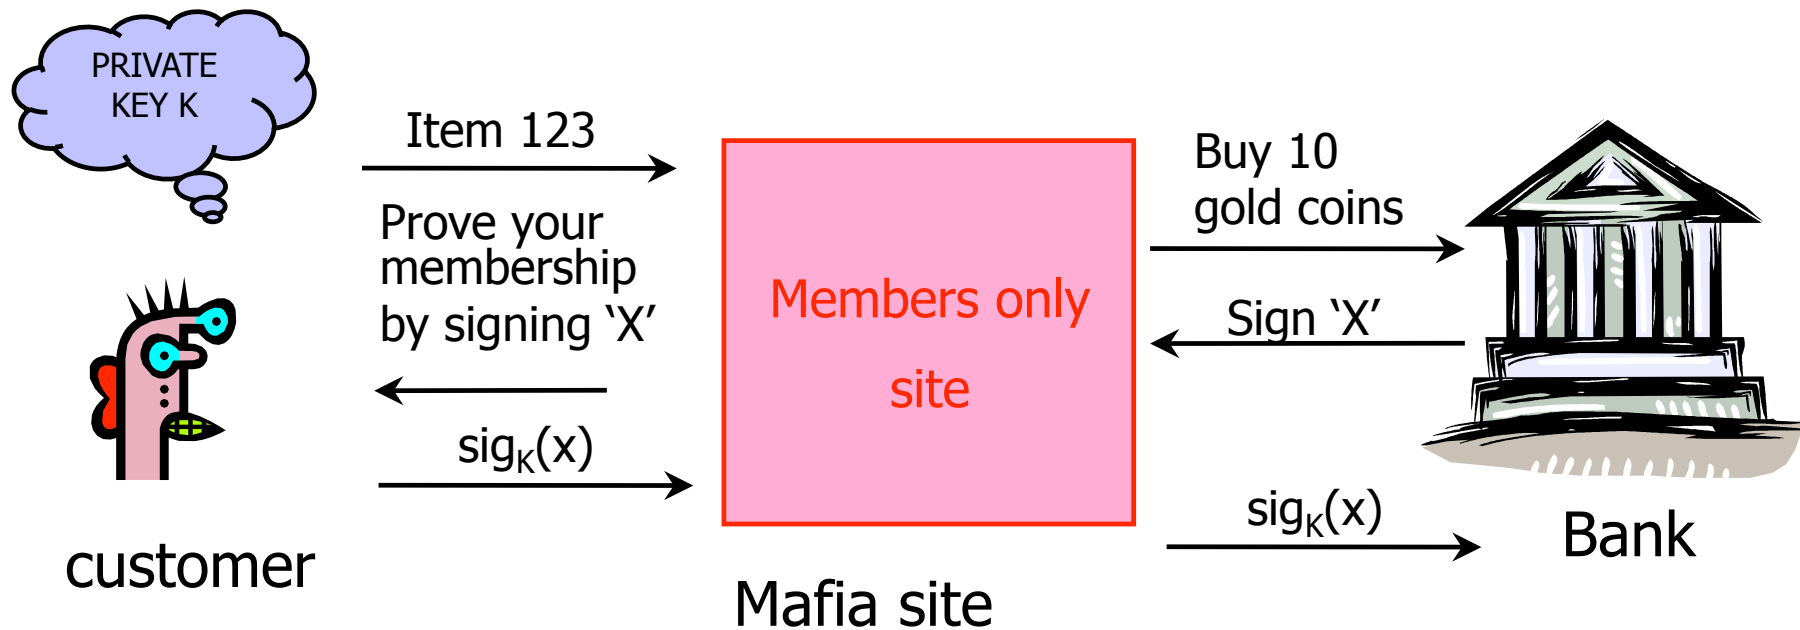 PRIVATE
KEY K
Item 123
Prove your
membership
by signing ‘X’
sigK(x)
customer
Members only
site
Mafia site
Buy 10
gold coins
Sign ‘X’
sigK(x)
Bank